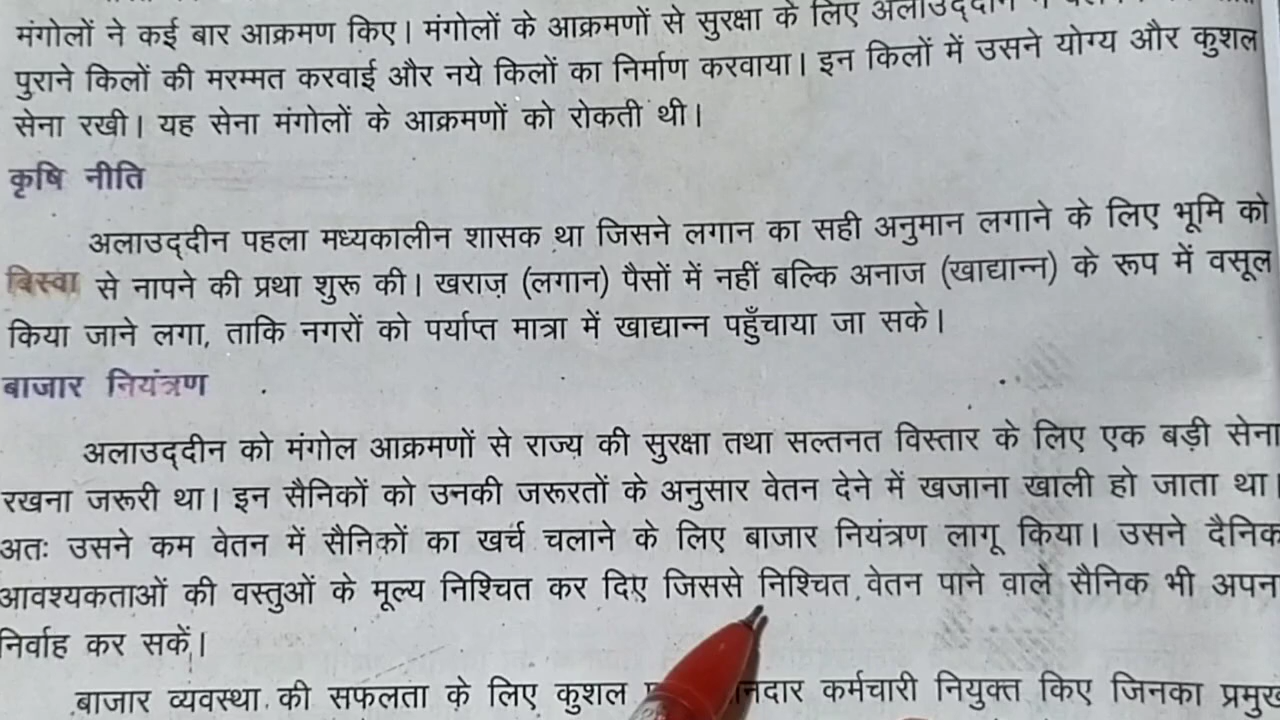 मंगोलों ने कई बार आक्रमण किए। मंगोलों के आक्रमणों से सुरक्षा के लिए अलाउद्दीन ने
पुराने किलों की मरम्मत करवाई और नये किलों का निर्माण करवाया। इन किलों में उसने योग्य और कुशल
सेना रखी। यह सेना मंगोलों के आक्रमणों को रोकती थी।
कृषि नीति
अलाउद्दीन पहला मध्यकालीन शासक था जिसने लगान का सही अनुमान लगाने के लिए भूमि को
बिस्वा से नापने की प्रथा शुरू की। खराज़ (लगान) पैसों में नहीं बल्कि अनाज (खाद्यान्न) के रूप में वसूल
किया जाने लगा, ताकि नगरों को पर्याप्त मात्रा में खाद्यान्न पहुँचाया जा सके।
बाजार नियंत्रण
अलाउद्दीन को मंगोल आक्रमणों से राज्य की सुरक्षा तथा सल्तनत विस्तार के लिए एक बड़ी सेना
रखना जरूरी था। इन सैनिकों को उनकी जरूरतों के अनुसार वेतन देने में खजाना खाली हो जाता था।
अतः उसने कम वेतन में सैनिकों का खर्च चलाने के लिए बाजार नियंत्रण लागू किया। उसने दैनिक
आवश्यकताओं की वस्तुओं के मूल्य निश्चित कर दिए जिससे निश्चित वेतन पाने वाले सैनिक भी अपन
निर्वाह कर सकें।
बाजार व्यवस्था की सफलता के लिए कुशल कर्मचारी नियुक्त किए जिनका प्रमुख